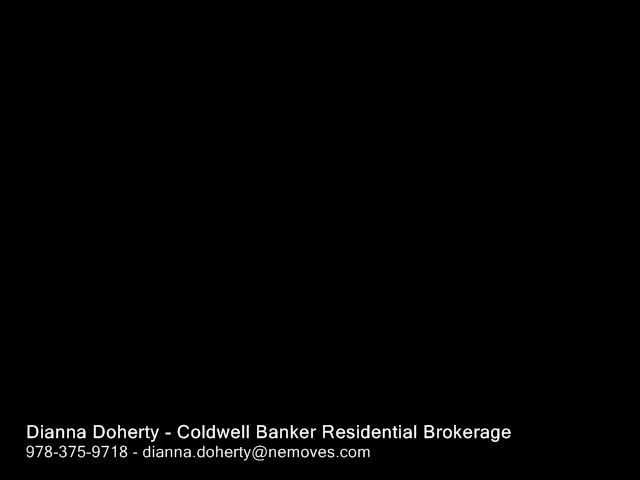 Dianna Doherty - Coldwell Banker Residential Brokerage
978-375-9718 - dianna.doherty@nemoves.com